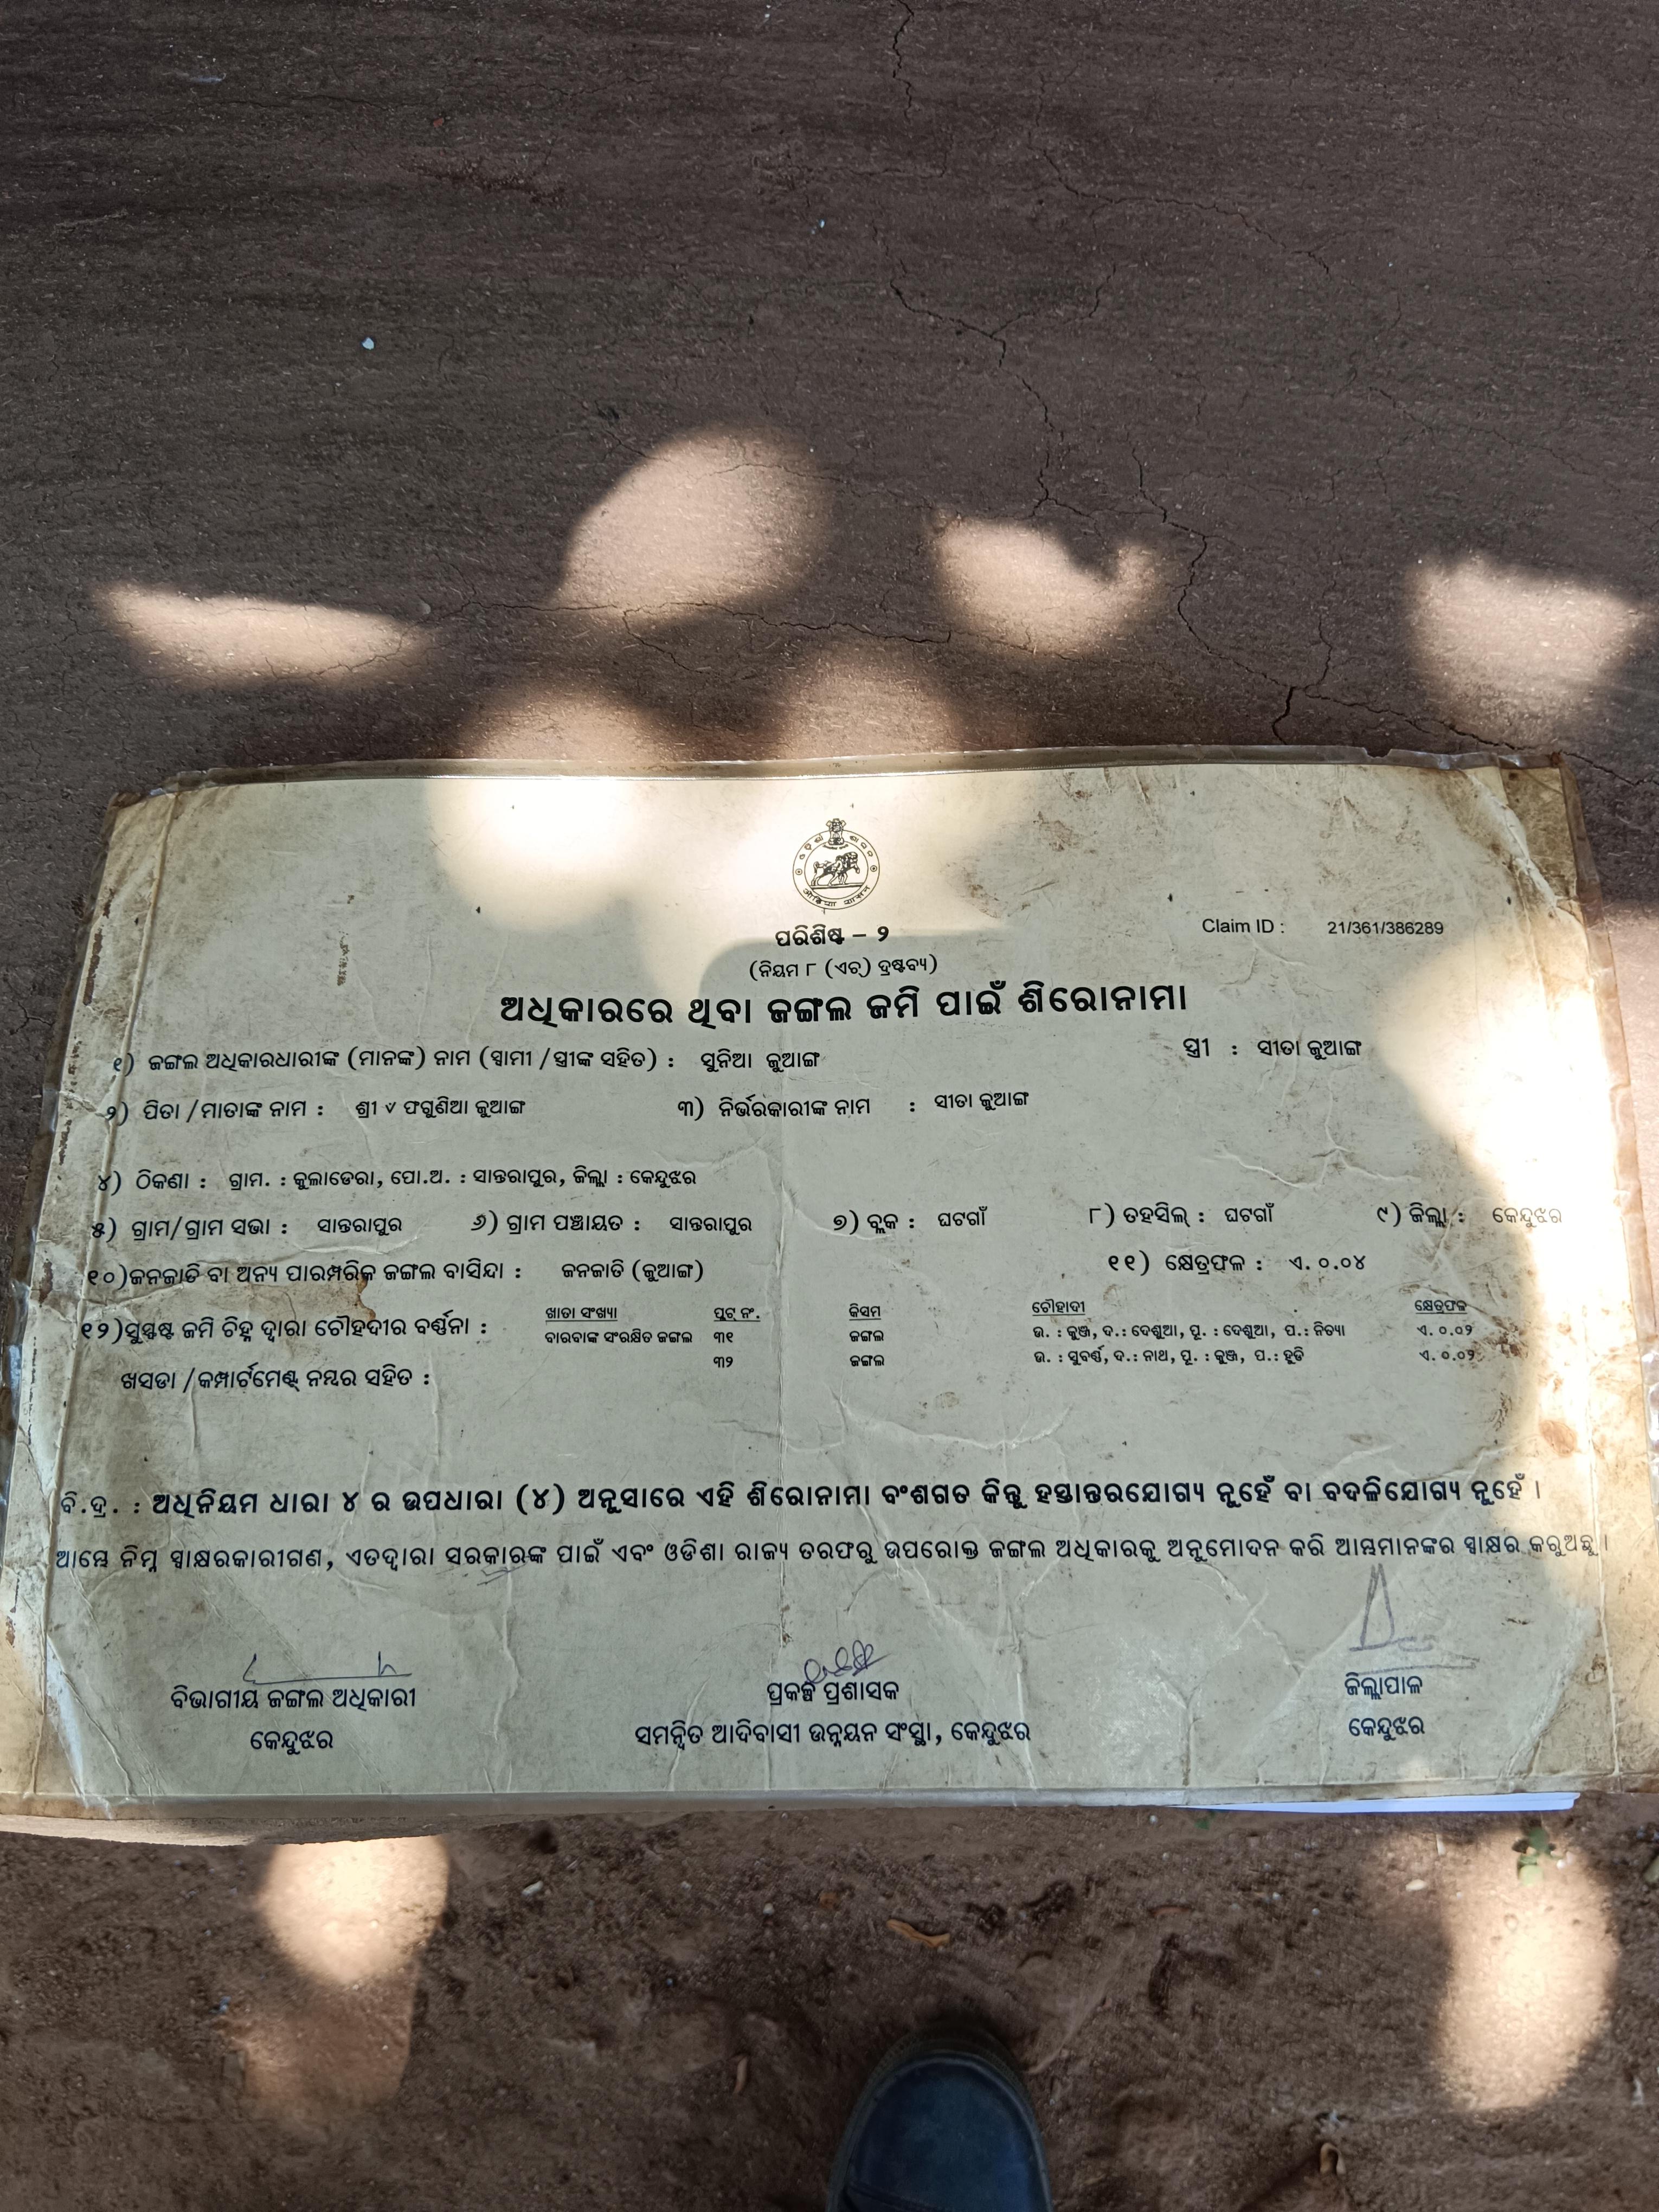 ପରିଶିଷ୍ଟ – ୨
Claim ID : 21/361/386289
(ନିୟମ ୮ (ଏଚ୍) ଦ୍ରଷ୍ଟବ୍ୟ)
ଅଧିକାରରେ ଥିବା ଜଙ୍ଗଲ ଜମି ପାଇଁ ଶିରୋନାମା
୧) ଜଙ୍ଗଲ ଅଧିକାରଧାରୀଙ୍କ (ମାନଙ୍କ) ନାମ (ସ୍ୱାମୀ /ସ୍ତ୍ରୀଙ୍କ ସହିତ) : ସୁନିଆ କୁଆଙ୍ଗ ସ୍ତ୍ରୀ : ସୀତା କୁଆଙ୍ଗ
୨) ପିତା /ମାତାଙ୍କ ନାମ : ଶ୍ରୀ ୰ ଫଗୁଣିଆ କୁଆଙ୍ଗ ୩) ନିର୍ଭରକାରୀଙ୍କ ନାମ : ସୀତା କୁଆଙ୍ଗ
୪) ଠିକଣା : ଗ୍ରାମ. : କୁଲାଡେରା, ପୋ.ଅ. : ସାନ୍ତରାପୁର, ଜିଲ୍ଲା : କେନ୍ଦୁଝର
୫) ଗ୍ରାମ/ଗ୍ରାମ ସଭା : ସାନ୍ତରାପୁର ୬) ଗ୍ରାମ ପଞ୍ଚାୟତ : ସାନ୍ତରାପୁର ୭) ବ୍ଲକ : ଘଟଗାଁ ୮) ତହସିଲ୍ : ଘଟଗାଁ ୯) ଜିଲ୍ଲା : କେନ୍ଦୁଝର
୧୦)ଜନଜାତି ବା ଅନ୍ୟ ପାରମ୍ପରିକ ଜଙ୍ଗଲ ବାସିନ୍ଦା : ଜନଜାତି (କୁଆଙ୍ଗ) ୧୧) କ୍ଷେତ୍ରଫଳ : ଏ. ୦.୦୪
ଖାତା ସଂଖ୍ୟା ପ୍ଲଟ୍ ନଂ. କିସମ ଚୌହାଦୀ କ୍ଷେତ୍ରଫଳ
୧୨)ସୁସ୍ପଷ୍ଟ ଜମି ଚିହ୍ନ ଦ୍ୱାରା ଚୌହଦୀର ବର୍ଣ୍ଣନା : ବାରବାଙ୍କ ସଂରକ୍ଷିତ ଜଙ୍ଗଲ ୩୧ ଜଙ୍ଗଲ ଉ. : କୁଞ୍ଜ, ଦ.: ଦେଶୁଆ, ପୂ. : ଦେଶୁଆ, ପ.: ନିତ୍ୟା ଏ. ୦.୦୨
୩୨ ଜଙ୍ଗଲ ଉ. : ସୁବର୍ଣ୍ଣ, ଦ.: ନାଥ, ପୂ. : କୁଞ୍ଜ, ପ.: ହୁଡି ଏ. ୦.୦୨
ଖସଡା /କମ୍ପାର୍ଟମେଣ୍ଟ୍ ନମ୍ବର ସହିତ :
ବି.ଦ୍ର. : ଅଧିନିୟମ ଧାରା ୪ ର ଉପଧାରା (୪) ଅନୁସାରେ ଏହି ଶିରୋନାମା ବଂଶଗତ କିନ୍ତୁ ହସ୍ତାନ୍ତରଯୋଗ୍ୟ ନୁହେଁ ବା ବଦଳିଯୋଗ୍ୟ ନୁହେଁ ।
ଆମ୍ଭେ ନିମ୍ନ ସ୍ୱାକ୍ଷରକାରୀଗଣ, ଏତଦ୍ୱାରା ସରକାରଙ୍କ ପାଇଁ ଏବଂ ଓଡିଶା ରାଜ୍ୟ ତରଫରୁ ଉପରୋକ୍ତ ଜଙ୍ଗଲ ଅଧିକାରକୁ ଅନୁମୋଦନ କରି ଆମ୍ଭମାନଙ୍କର ସ୍ୱାକ୍ଷର କରୁଅଛୁ ।
ବିଭାଗୀୟ ଜଙ୍ଗଲ ଅଧିକାରୀ ପ୍ରକଳ୍ପ ପ୍ରଶାସକ ଜିଲ୍ଲାପାଳ
କେନ୍ଦୁଝର ସମନ୍ୱିତ ଆଦିବାସୀ ଉନ୍ନୟନ ସଂସ୍ଥା, କେନ୍ଦୁଝର କେନ୍ଦୁଝର